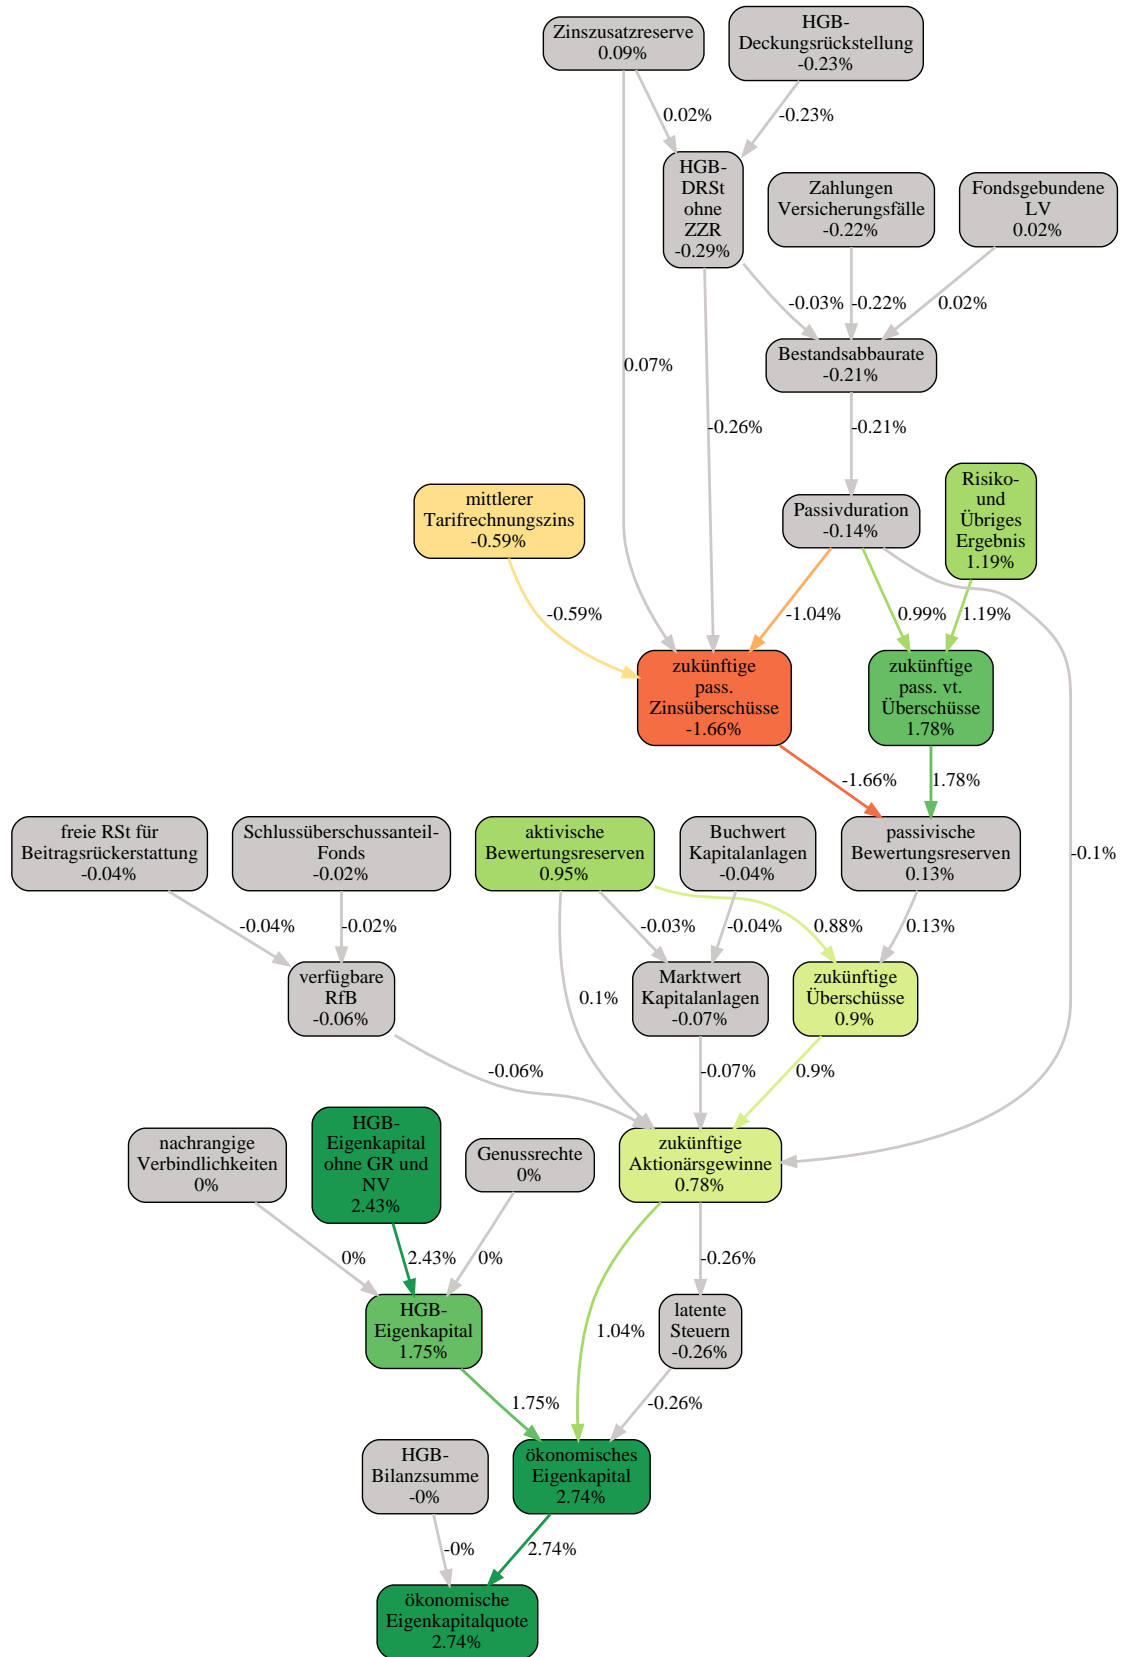 Zinszusatzreserve
0.09%
HGB-
Deckungsrückstellung
-0.23%
0.02%
-0.23%
HGB-
DRSt
ohne
ZZR
-0.29%
Zahlungen
Versicherungsfälle
-0.22%
Fondsgebundene
LV
0.02%
-0.03%
-0.22%
0.02%
0.07%
Bestandsabbaurate
-0.21%
-0.26%
-0.21%
mittlerer
Tarifrechnungszins
-0.59%
Passivduration
-0.14%
Risiko-
und
Übriges
Ergebnis
1.19%
-0.59%
-1.04%
0.99%
1.19%
zukünftige
pass.
Zinsüberschüsse
-1.66%
zukünftige
pass. vt.
Überschüsse
1.78%
-1.66%
1.78%
freie RSt für
Beitragsrückerstattung
-0.04%
Schlussüberschussanteil-
Fonds
-0.02%
aktivische
Bewertungsreserven
0.95%
Buchwert
Kapitalanlagen
-0.04%
passivische
Bewertungsreserven
0.13%
-0.1%
-0.04%
-0.02%
-0.03%
-0.04%
0.88%
0.13%
verfügbare
RfB
-0.06%
0.1%
Marktwert
Kapitalanlagen
-0.07%
zukünftige
Überschüsse
0.9%
-0.06%
-0.07%
0.9%
nachrangige
Verbindlichkeiten
0%
HGB-
Eigenkapital
ohne GR und
NV
2.43%
Genussrechte
0%
zukünftige
Aktionärsgewinne
0.78%
0%
2.43%
0%
-0.26%
HGB-
Eigenkapital
1.75%
1.04%
latente
Steuern
-0.26%
1.75%
-0.26%
HGB-
Bilanzsumme
-0%
ökonomisches
Eigenkapital
2.74%
-0%
2.74%
ökonomische
Eigenkapitalquote
2.74%